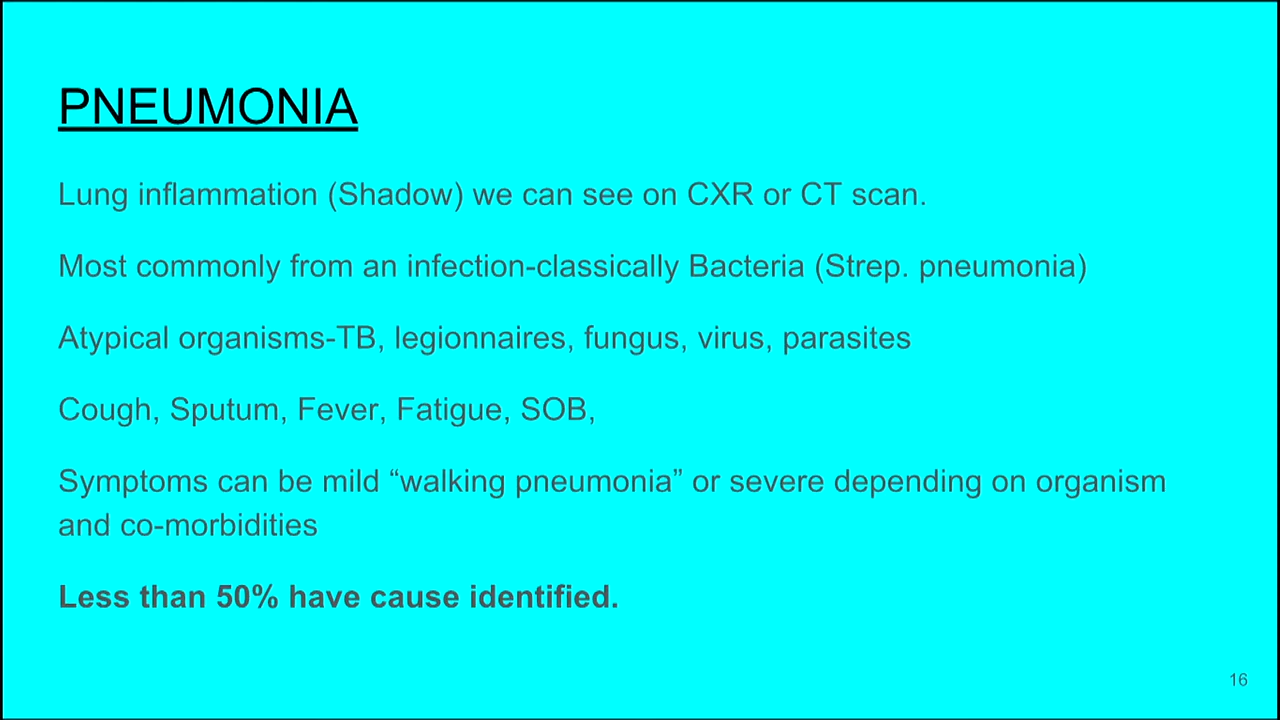 PNEUMONIA
Lung inflammation (Shadow) we can see on CXR or CT scan.
Most commonly from an infection-classically Bacteria (Strep. pneumonia)
Atypical organisms-TB, legionnaires, fungus, virus, parasites
Cough, Sputum, Fever, Fatigue, SOB,
Symptoms can be mild “walking pneumonia” or severe depending on organism
and co-morbidities
Less than 50% have cause identified.
16